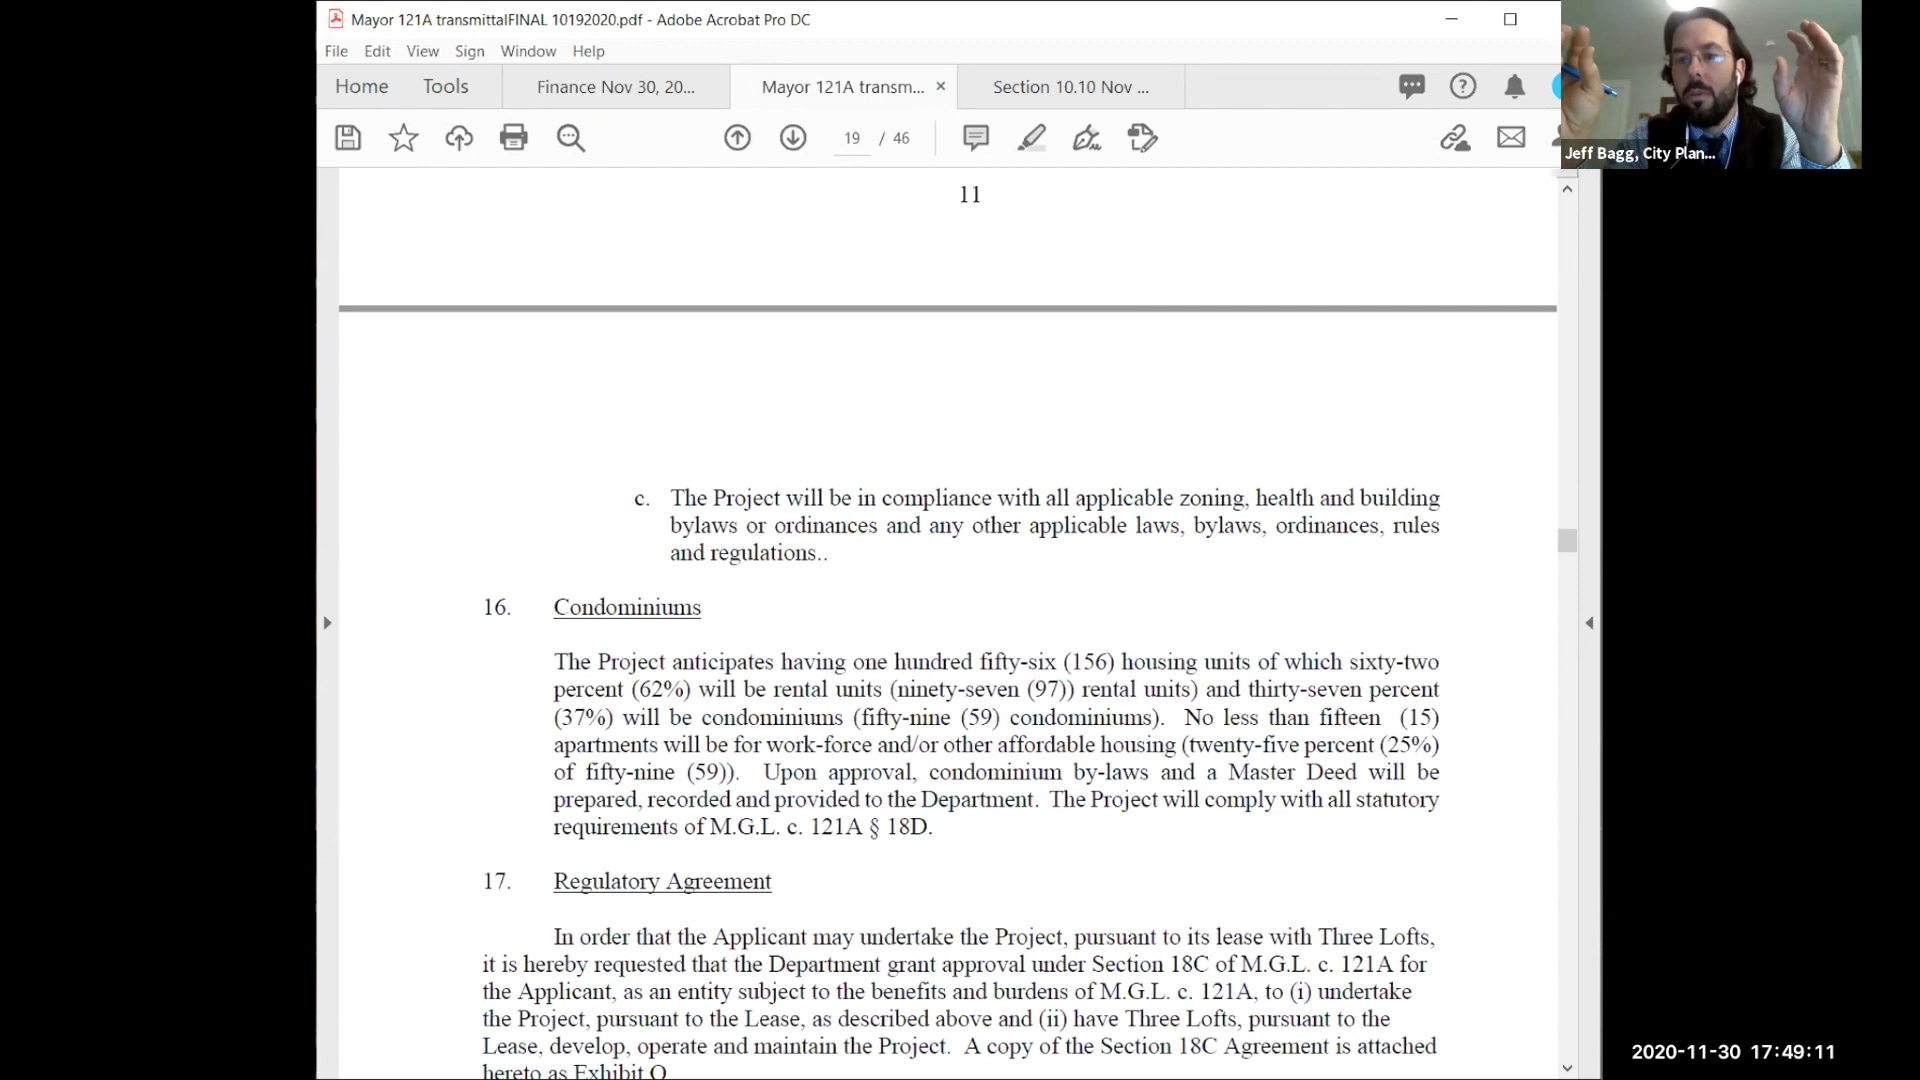 Mayor 121A transmittalFINAL 10192020.pdf - Adobe Acrobat Pro DC
File Edit View Sign Window Help
Home Tools Finance Nov 30, 20... Mayor 121A transm... × Section 10.10 Nov ...
19 / 46
Jeff Bagg, City Plan...
11
c. The Project will be in compliance with all applicable zoning, health and building
bylaws or ordinances and any other applicable laws, bylaws, ordinances, rules
and regulations..
16. Condominiums
The Project anticipates having one hundred fifty-six (156) housing units of which sixty-two
percent (62%) will be rental units (ninety-seven (97)) rental units) and thirty-seven percent
(37%) will be condominiums (fifty-nine (59) condominiums). No less than fifteen (15)
apartments will be for work-force and/or other affordable housing (twenty-five percent (25%)
of fifty-nine (59)). Upon approval, condominium by-laws and a Master Deed will be
prepared, recorded and provided to the Department. The Project will comply with all statutory
requirements of M.G.L. c. 121A § 18D.
17. Regulatory Agreement
In order that the Applicant may undertake the Project, pursuant to its lease with Three Lofts,
it is hereby requested that the Department grant approval under Section 18C of M.G.L. c. 121A for
the Applicant, as an entity subject to the benefits and burdens of M.G.L. c. 121A, to (i) undertake
the Project, pursuant to the Lease, as described above and (ii) have Three Lofts, pursuant to the
Lease, develop, operate and maintain the Project. A copy of the Section 18C Agreement is attached
hereto as Exhibit
2020-11-30 17:49:11